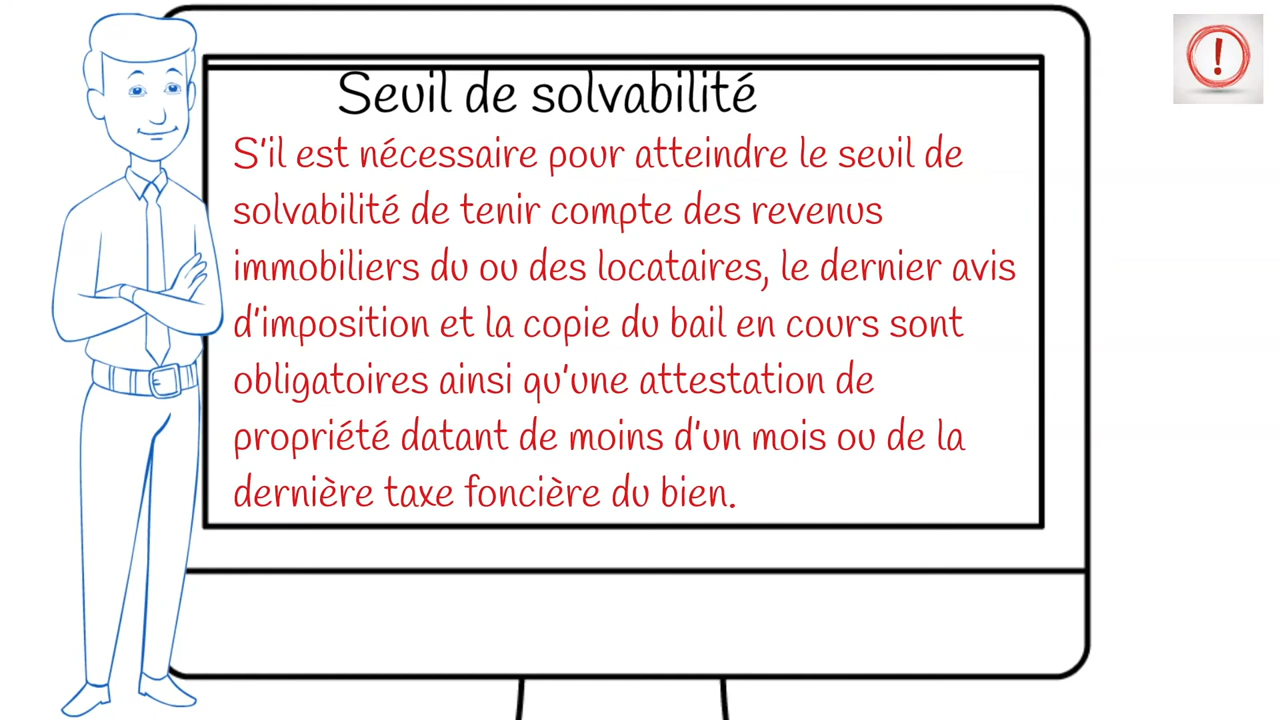 Seuil de solvabilité
S'il est nécessaire pour atteindre le seuil de
solvabilité de tenir compte des revenus
immobiliers du ou des locataires, le dernier avis
d'imposition et la copie du bail en cours sont
obligatoires ainsi qu'une attestation de
propriété datant de moins d'un mois ou de la
dernière taxe foncière du bien.
!